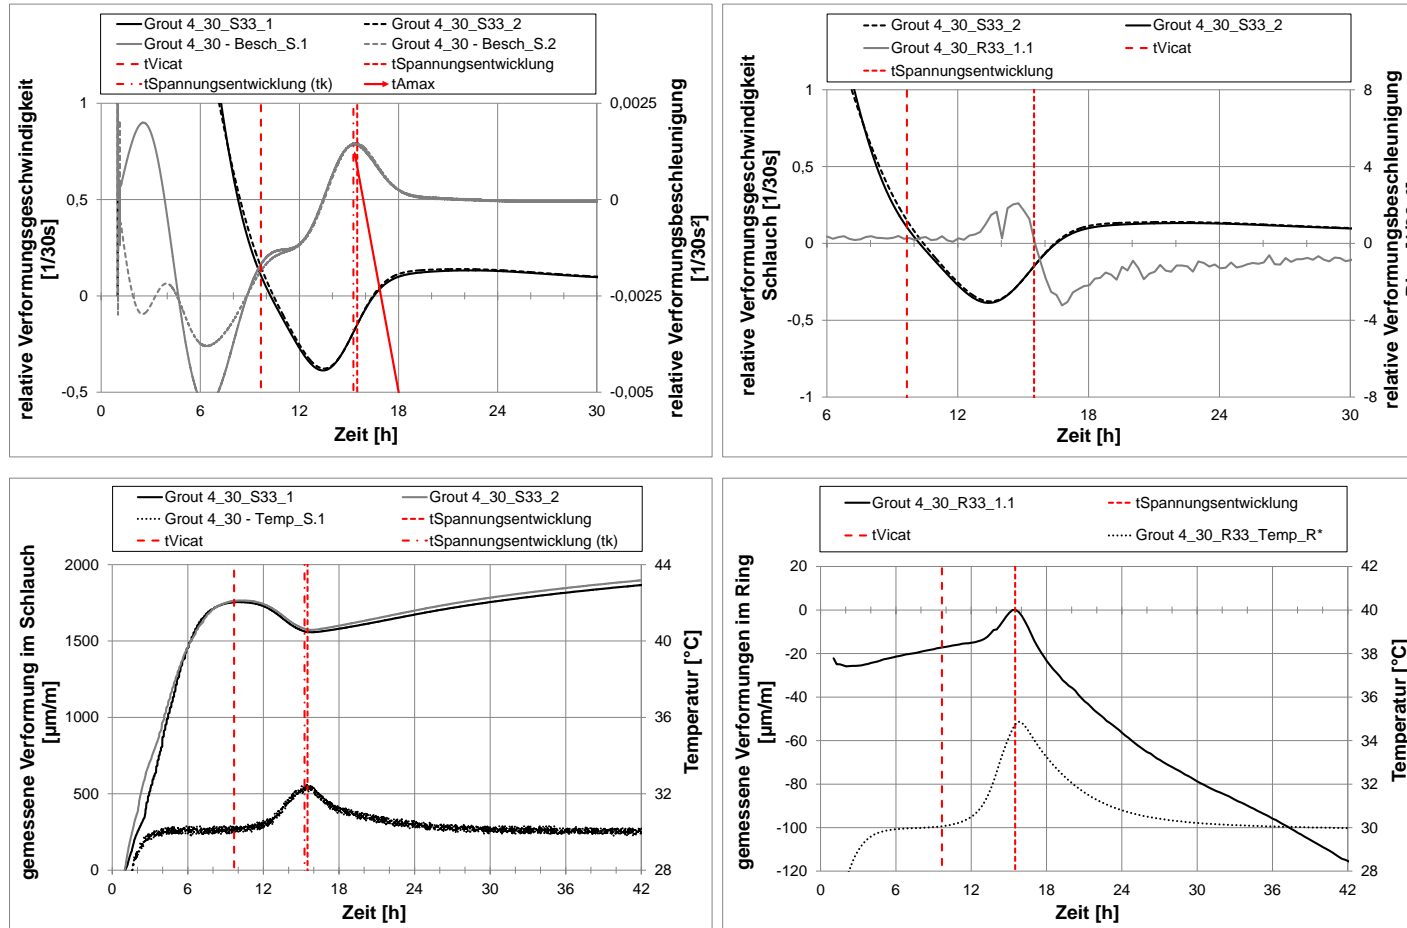 Grout 4_30_S33_1 Grout 4_30_S33_2
Grout 4_30 - Besch_S.1 Grout 4_30 - Besch_S.2
tVicat tSpannungsentwicklung
tSpannungsentwicklung (tk) tAmax
relative Verformungsgeschwindigkeit
[1/30s]
1
0,5
0
-0,5
0 6 12 18 24 30
Zeit [h]
0,0025
0
-0,0025
-0,005
relative Verformungsbeschleunigung
[1/30s²]
Grout 4_30_S33_2 Grout 4_30_S33_2
Grout 4_30_R33_1.1 tVicat
tSpannungsentwicklung
relative Verformungsgeschwindigkeit
Schlauch [1/30s]
1
0,5
0
-0,5
-1
6 12 18 24 30
Zeit [h]
8
4
0
-4
-8
relative Verformungsbeschleunigung
Grout 4_30_S33_1 Grout 4_30_S33_2
Grout 4_30 - Temp_S.1 tSpannungsentwicklung
tVicat tSpannungsentwicklung (tk)
gemessene Verformung im Schlauch
[µm/m]
2000
1500
1000
500
0
0 6 12 18 24 30 36 42
Zeit [h]
44
40
36
32
28
Temperatur [°C]
Grout 4_30_R33_1.1 tSpannungsentwicklung
tVicat Grout 4_30_R33_Temp_R*
gemessene Verformungen im Ring
[µm/m]
20
0
-20
-40
-60
-80
-100
-120
0 6 12 18 24 30 36 42
Zeit [h]
42
40
38
36
34
32
30
28
Temperatur [°C]